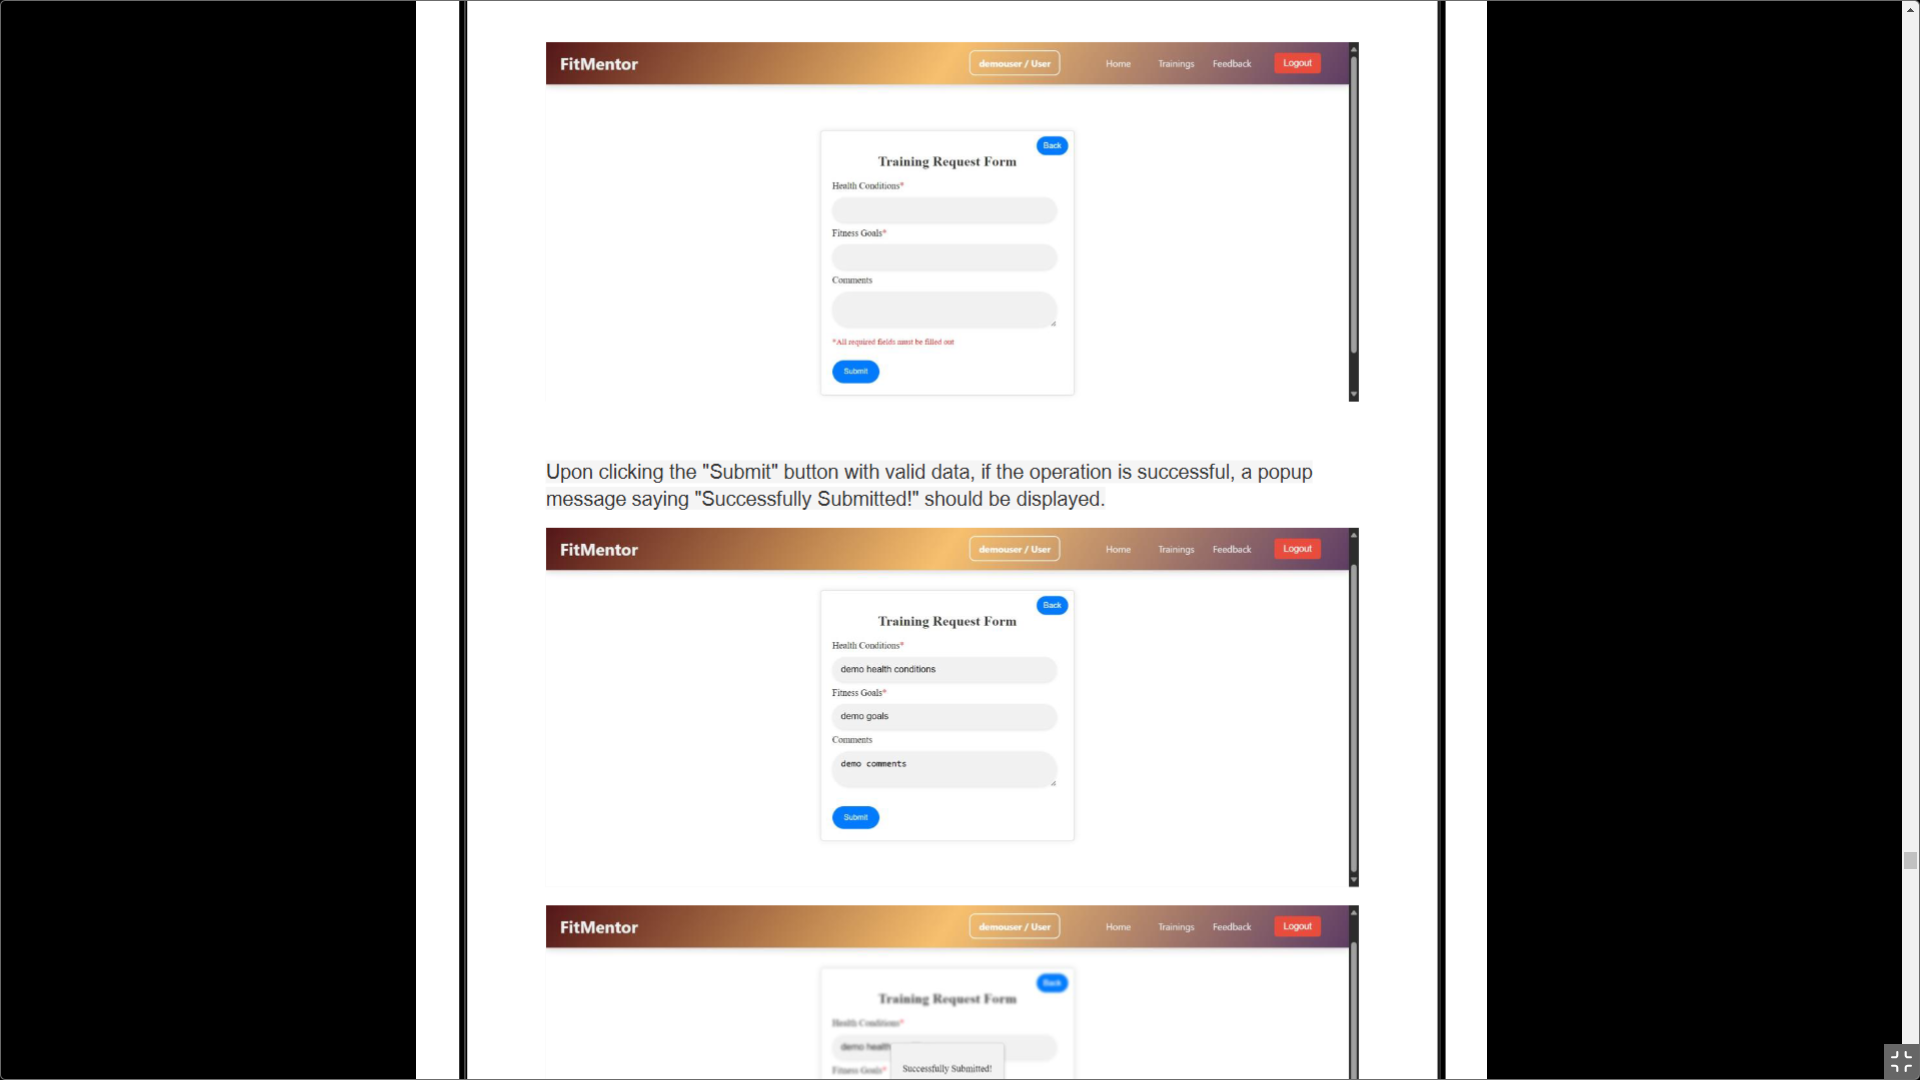 FitMentor
demouser / User
Home
Trainings
Feedback
Logout
Back
Training Request Form
Health Conditions*
Fitness Goals*
Comments
*All required fields must be filled out
Submit
Upon clicking the "Submit" button with valid data, if the operation is successful, a popup
message saying "Successfully Submitted!" should be displayed.
FitMentor
demouser / User
Home
Trainings
Feedback
Logout
Back
Training Request Form
Health Conditions*
demo health conditions
Fitness Goals*
demo goals
Comments
demo comments
Submit
FitMentor
demouser / User
Home
Trainings
Feedback
Logout
Back
Training Request Form
Health Conditions*
demo health
Successfully Submitted!
Fitness Goals*